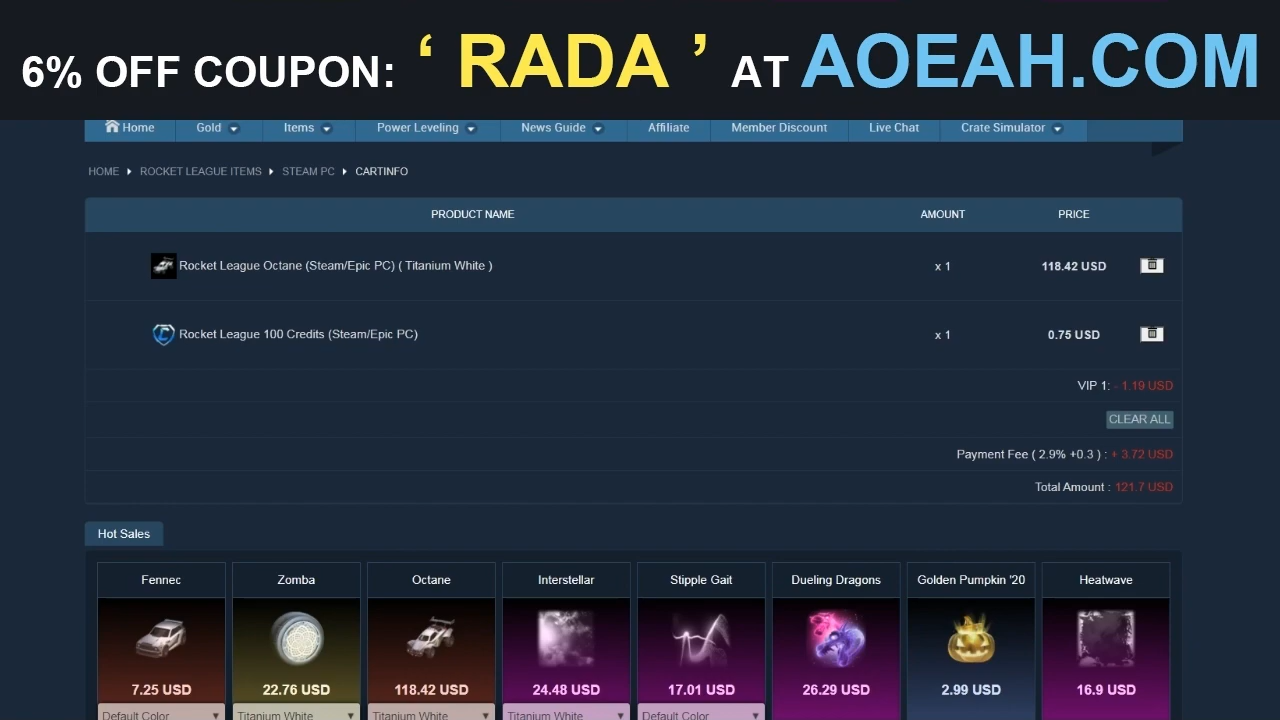 6% OFF COUPON: ‘ RADA ’ AT AOEAH.COM
Home Gold Items Power Leveling News Guide Affiliate Member Discount Live Chat Crate Simulator
HOME ROCKET LEAGUE ITEMS STEAM PC CARTINFO
PRODUCT NAME AMOUNT PRICE
Rocket League Octane (Steam/Epic PC) ( Titanium White ) x 1 118.42 USD
Rocket League 100 Credits (Steam/Epic PC) x 1 0.75 USD
VIP 1: - 1.19 USD
CLEAR ALL
Payment Fee ( 2.9% +0.3 ) : + 3.72 USD
Total Amount : 121.7 USD
Hot Sales
Fennec Zomba Octane Interstellar Stipple Gait Dueling Dragons Golden Pumpkin '20 Heatwave
7.25 USD 22.76 USD 118.42 USD 24.48 USD 17.01 USD 26.29 USD 2.99 USD 16.9 USD
Default Color Titanium White Titanium White Titanium White Default Color